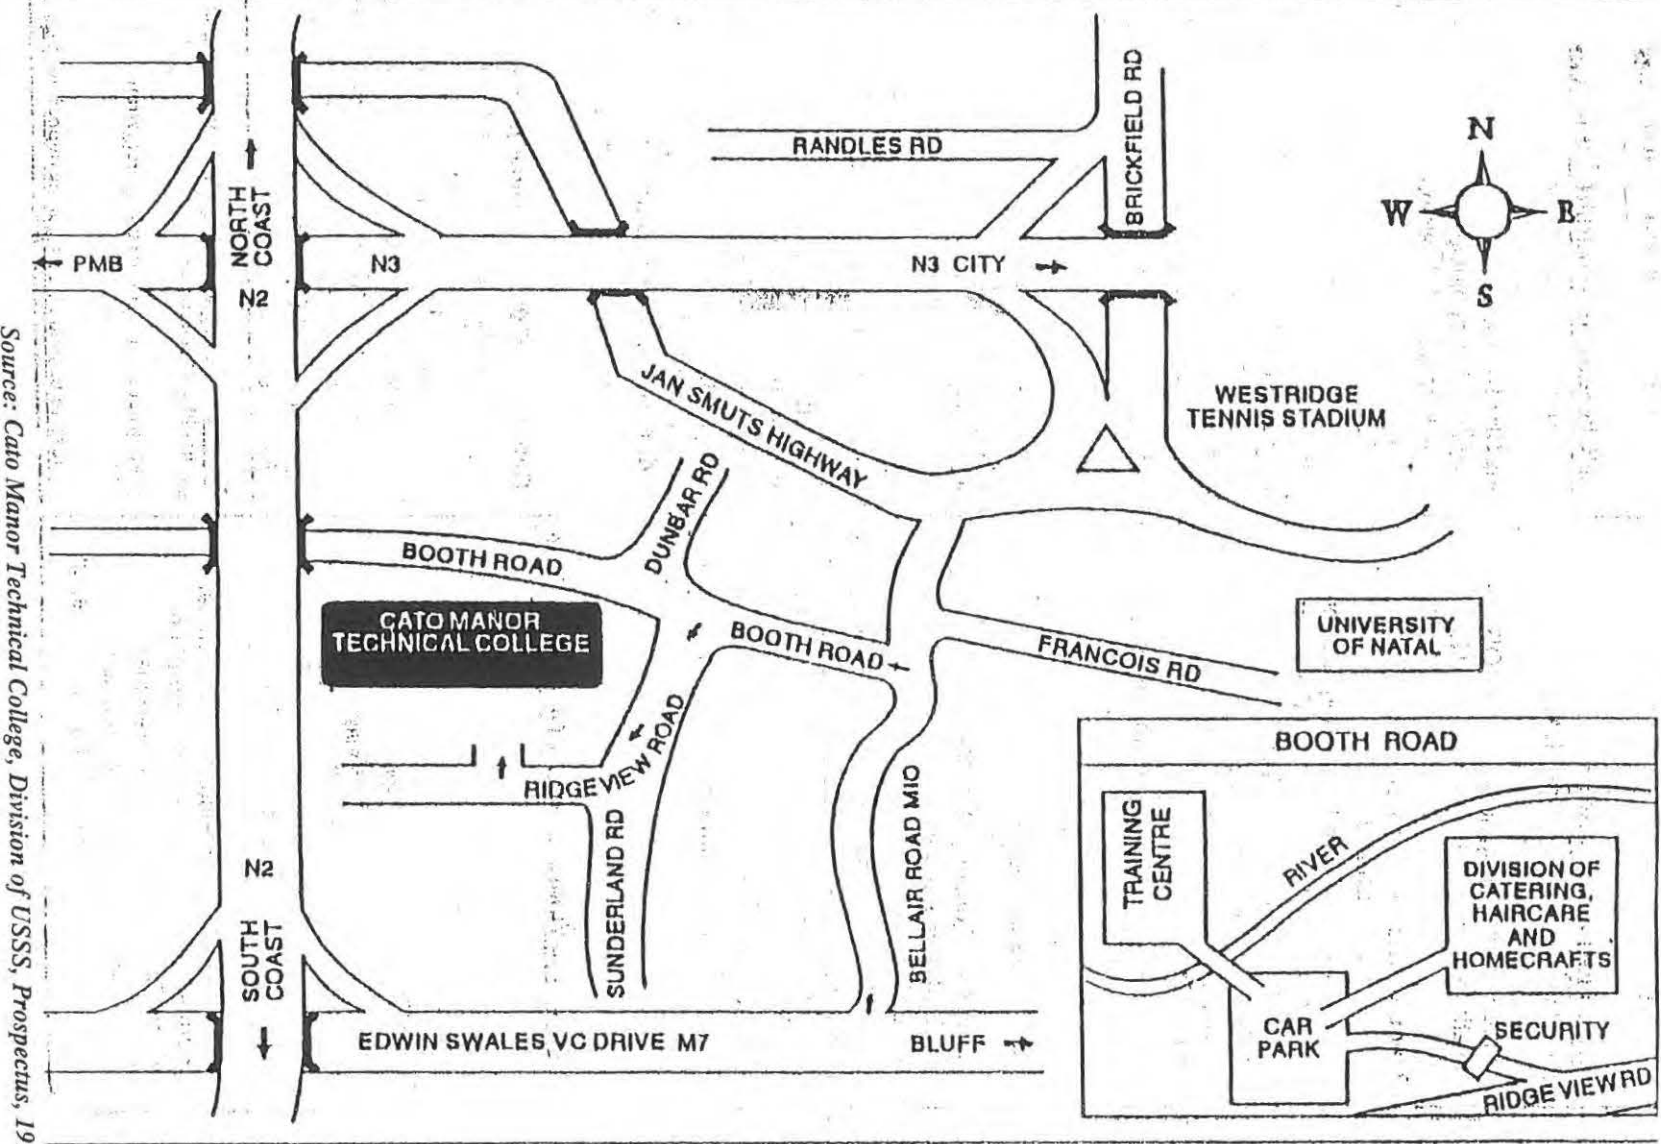 BRICKFIELD RD
RANDLES RD
N
W
E
S
NORTH
COAST
PMB
N3
N3 CITY
N2
JAN SMUTS HIGHWAY
WESTRIDGE
TENNIS STADIUM
DUNBAR RD
BOOTH ROAD
CATO MANOR
TECHNICAL COLLEGE
BOOTH ROAD
FRANCOIS RD
UNIVERSITY
OF NATAL
RIDGE VIEW ROAD
SUNDERLAND RD
BELLAIR ROAD M10
N2
SOUTH
COAST
EDWIN SWALES, VC DRIVE M7
BLUFF
BOOTH ROAD
TRAINING
CENTRE
RIVER
DIVISION OF
CATERING,
HAIRCARE
AND
HOMECRAFTS
CAR
PARK
SECURITY
RIDGE VIEW RD
Source: Cato Manor Technical College, Division of USSS, Prospectus, 19